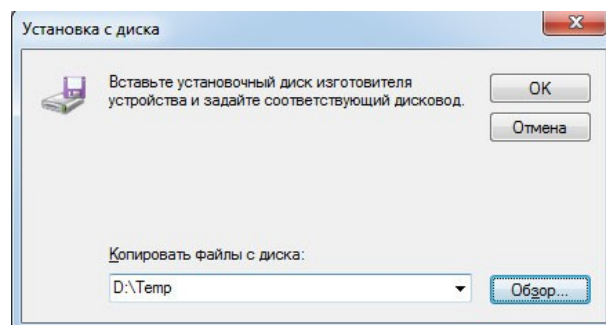 Установка с диска
Вставьте установочный диск изготовителя
устройства и задайте соответствующий дисковод.
OK
Отмена
Копировать файлы с диска:
D:\Temp
Обзор...